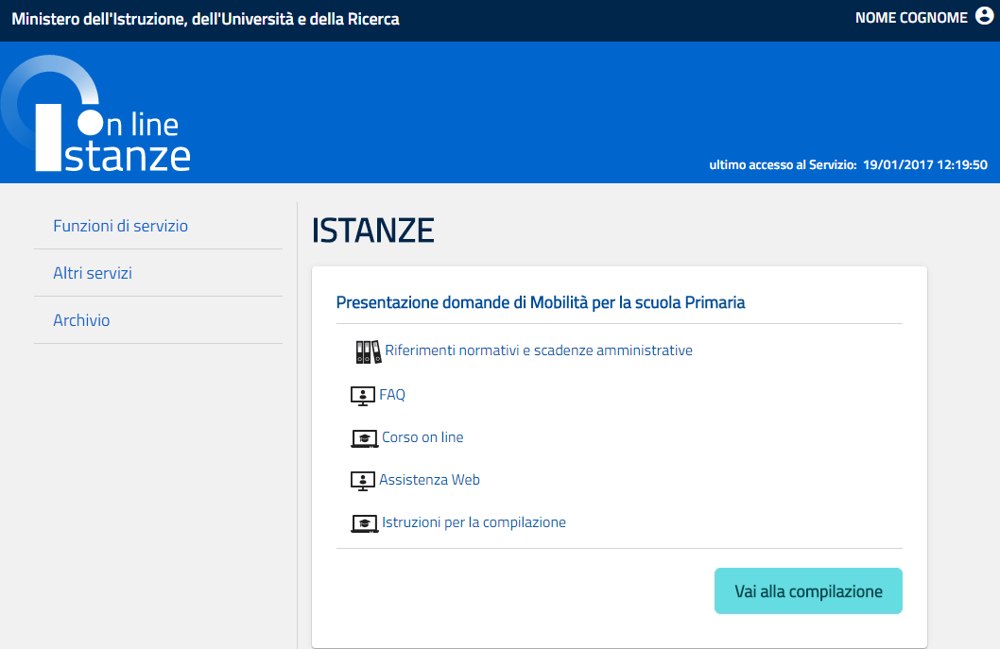 Ministero dell'Istruzione, dell'Università e della Ricerca
NOME COGNOME
On line
Istanze
ultimo accesso al Servizio: 19/01/2017 12:19:50
Funzioni di servizio
Altri servizi
Archivio
ISTANZE
Presentazione domande di Mobilità per la scuola Primaria
Riferimenti normativi e scadenze amministrative
FAQ
Corso on line
Assistenza Web
Istruzioni per la compilazione
Vai alla compilazione